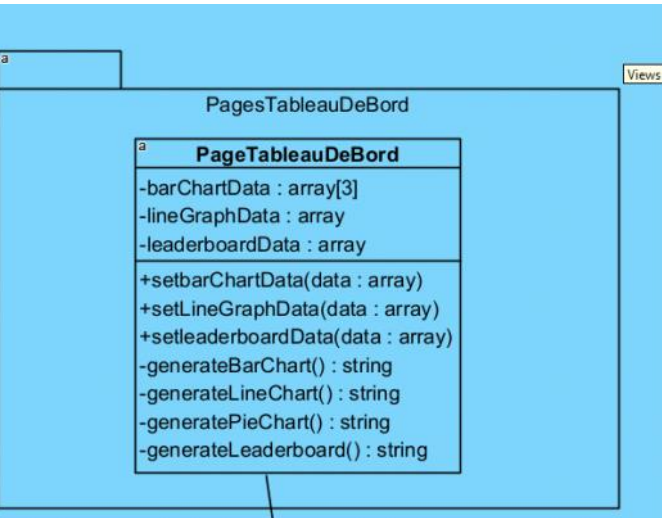 a
Views
PagesTableauDeBord
a
PageTableauDeBord
-barChartData : array[3]
-lineGraphData : array
-leaderboardData : array
+setbarChartData(data : array)
+setLineGraphData(data : array)
+setleaderboardData(data : array)
-generateBarChart() : string
-generateLineChart() : string
-generatePieChart() : string
-generateLeaderboard() : string